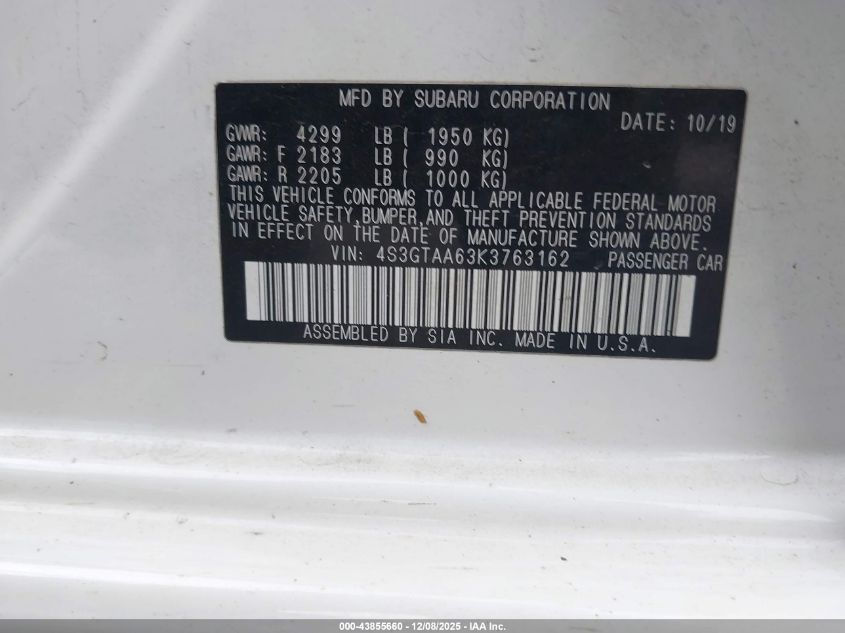 MFD BY SUBARU CORPORATION
DATE: 10/19
GVWR: 4299 LB ( 1950 KG)
GAWR: F 2183 LB ( 990 KG)
GAWR: R 2205 LB ( 1000 KG)
THIS VEHICLE CONFORMS TO ALL APPLICABLE FEDERAL MOTOR
VEHICLE SAFETY,BUMPER,AND THEFT PREVENTION STANDARDS
IN EFFECT ON THE DATE OF MANUFACTURE SHOWN ABOVE.
VIN: 4S3GTAA63K3763162 PASSENGER CAR
ASSEMBLED BY SIA INC. MADE IN U.S.A.
000-43855660 - 12/08/2025 - IAA Inc.